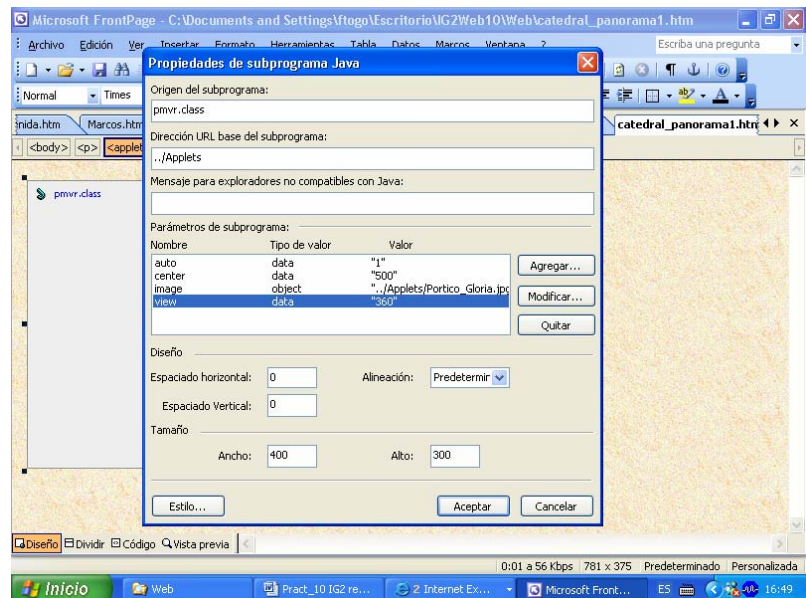 Microsoft FrontPage - C:\Documents and Settings\ftogo\Escritorio\IG2Web10\Web\catedral_panorama1.htm
Archivo Edición Ver Insertar Formato Herramientas Tabla Datos Marcos Ventana ?
Escriba una pregunta
Normal Times
nida.htm Marcos.htm catedral_panorama1.htm
<body> <p> <applet
pmvr.class
Propiedades de subprograma Java
Origen del subprograma:
pmvr.class
Dirección URL base del subprograma:
../Applets
Mensaje para exploradores no compatibles con Java:
Parámetros de subprograma:
Nombre Tipo de valor Valor
auto data "1"
center data "500"
image object "../Applets/Portico_Gloria.jpg
view data "360"
Agregar...
Modificar...
Quitar
Diseño
Espaciado horizontal: 0 Alineación: Predetermir
Espaciado Vertical: 0
Tamaño
Ancho: 400 Alto: 300
Estilo... Aceptar Cancelar
Diseño Dividir Código Vista previa
0:01 a 56 Kbps 781 x 375 Predeterminado Personalizada
Inicio Web Pract_10 IG2 re... 2 Internet Ex... Microsoft Front... ES 16:49